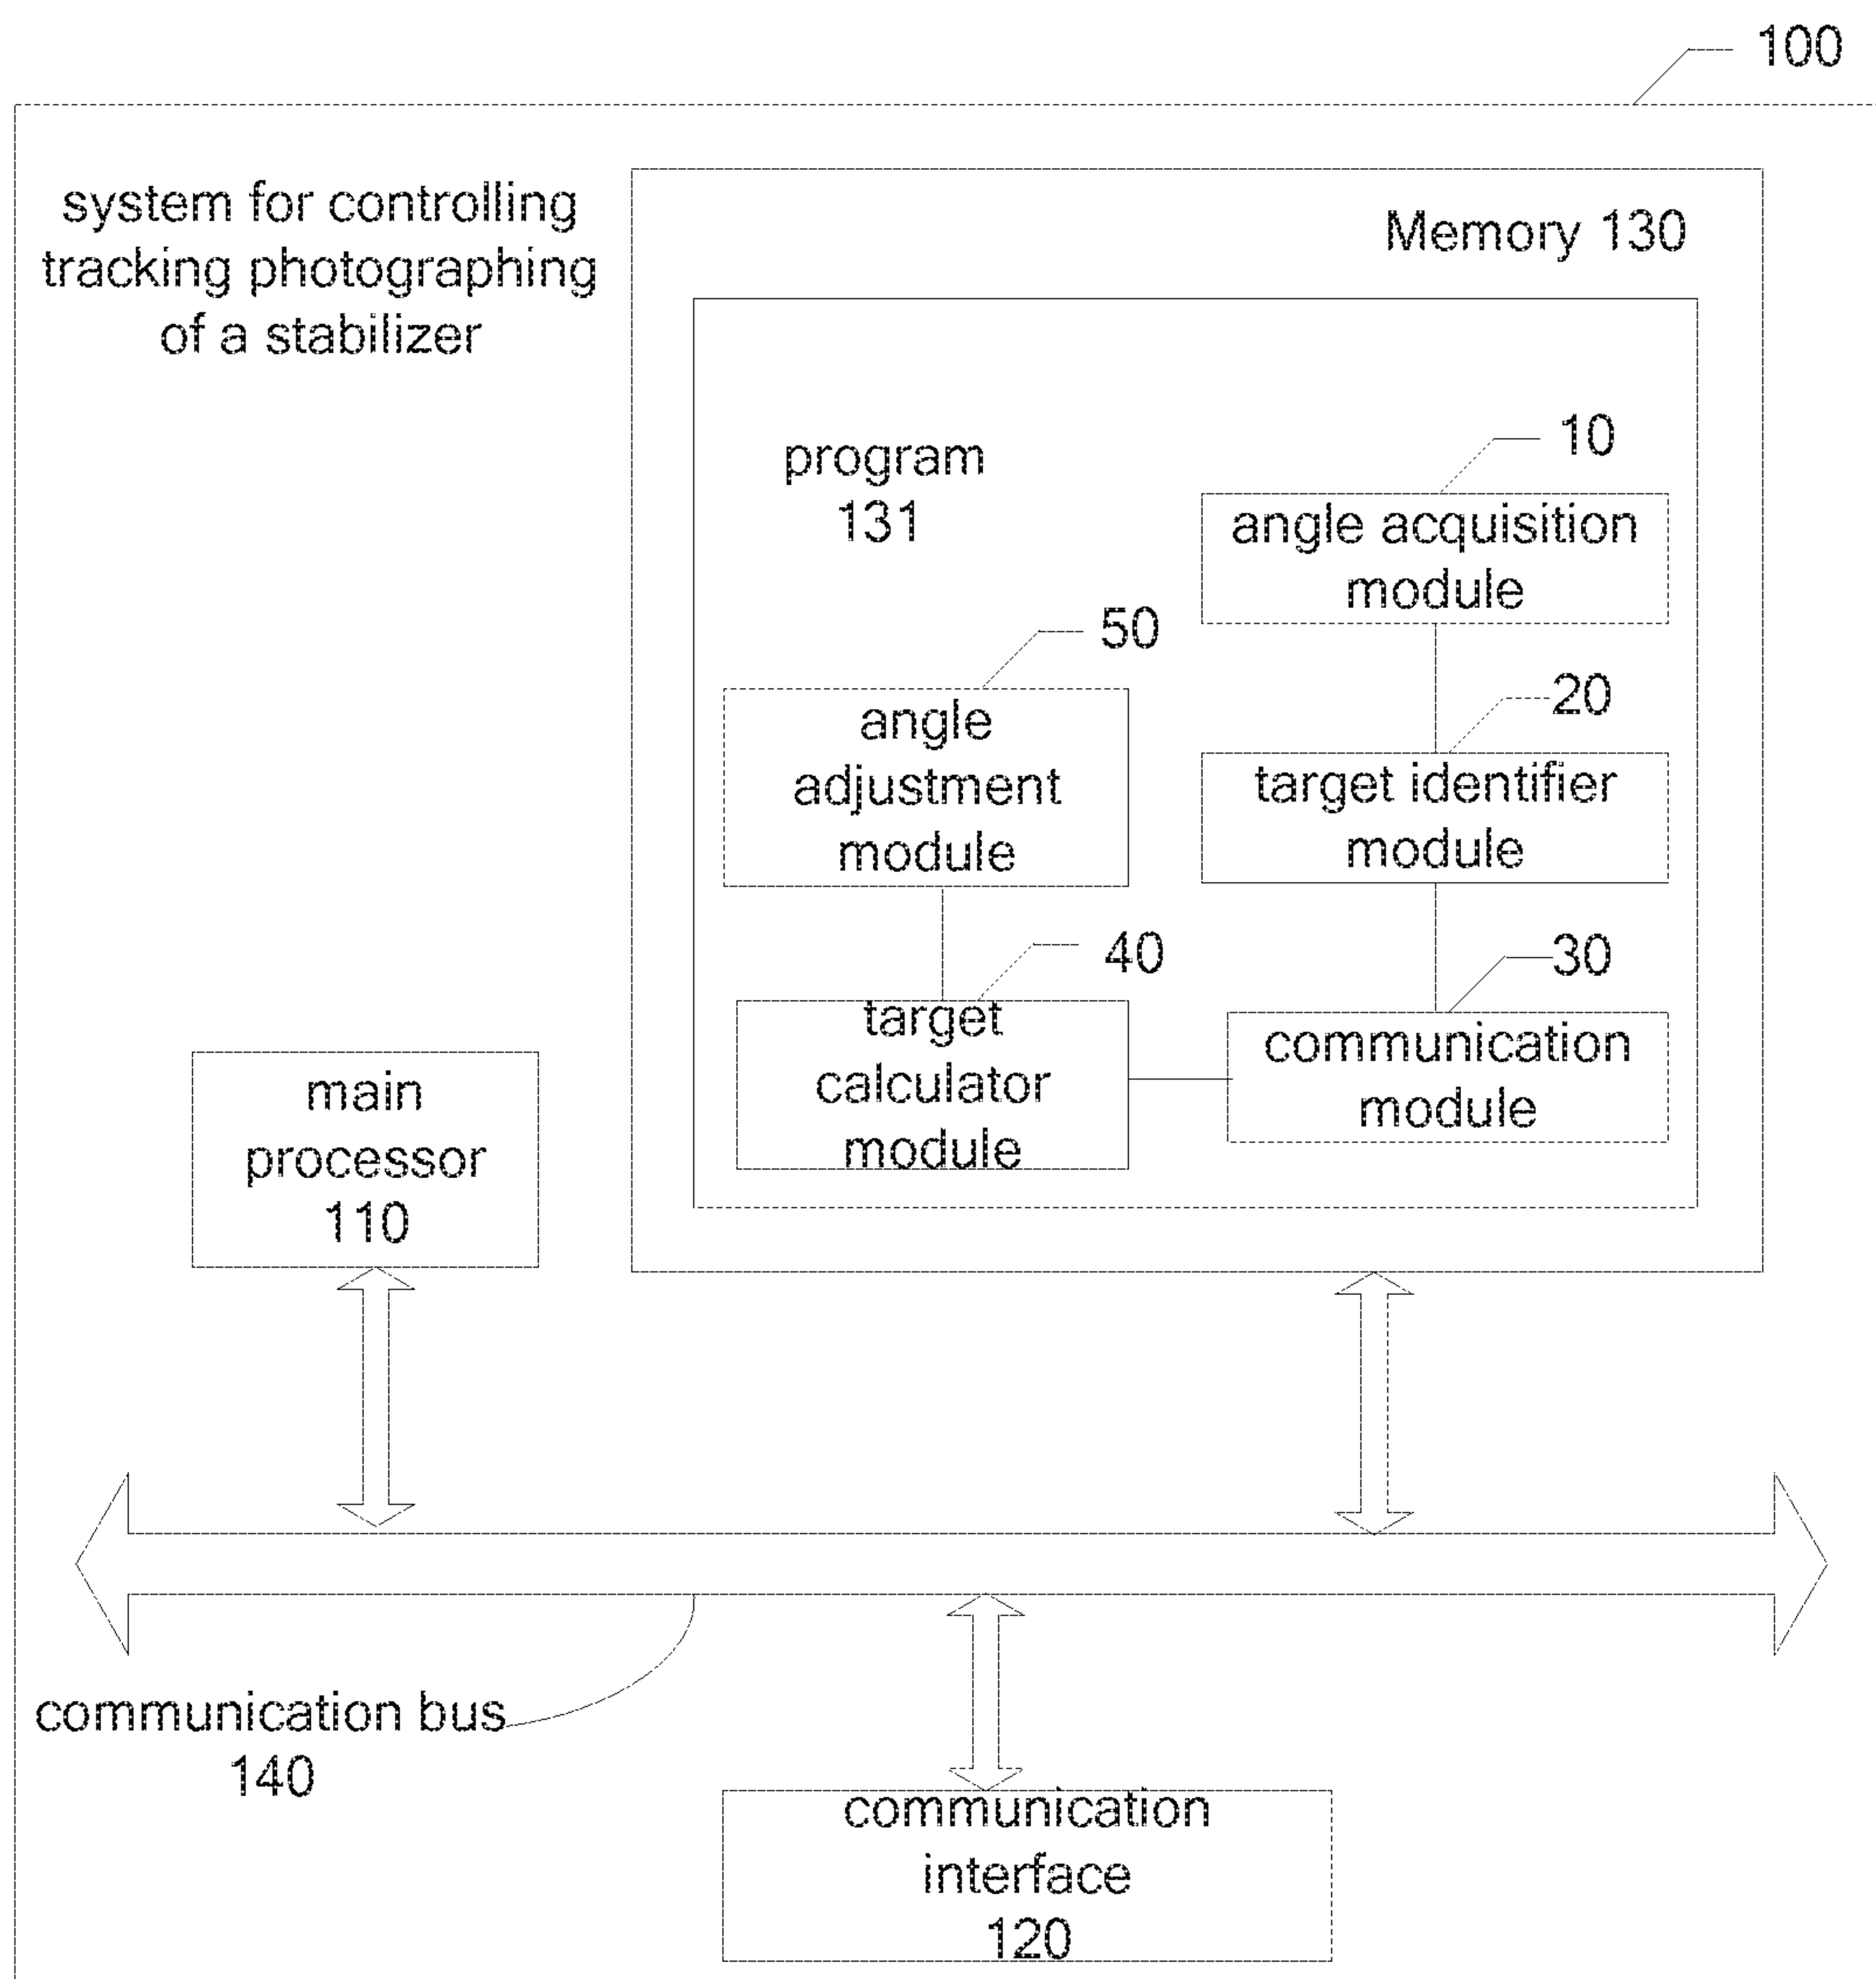 100
system for controlling
tracking photographing
of a stabilizer
Memory 130
program
131
10
angle acquisition
module
50
angle
adjustment
module
20
target identifier
module
40
target
calculator
module
30
communication
module
main
processor
110
communication bus
140
communication
interface
120